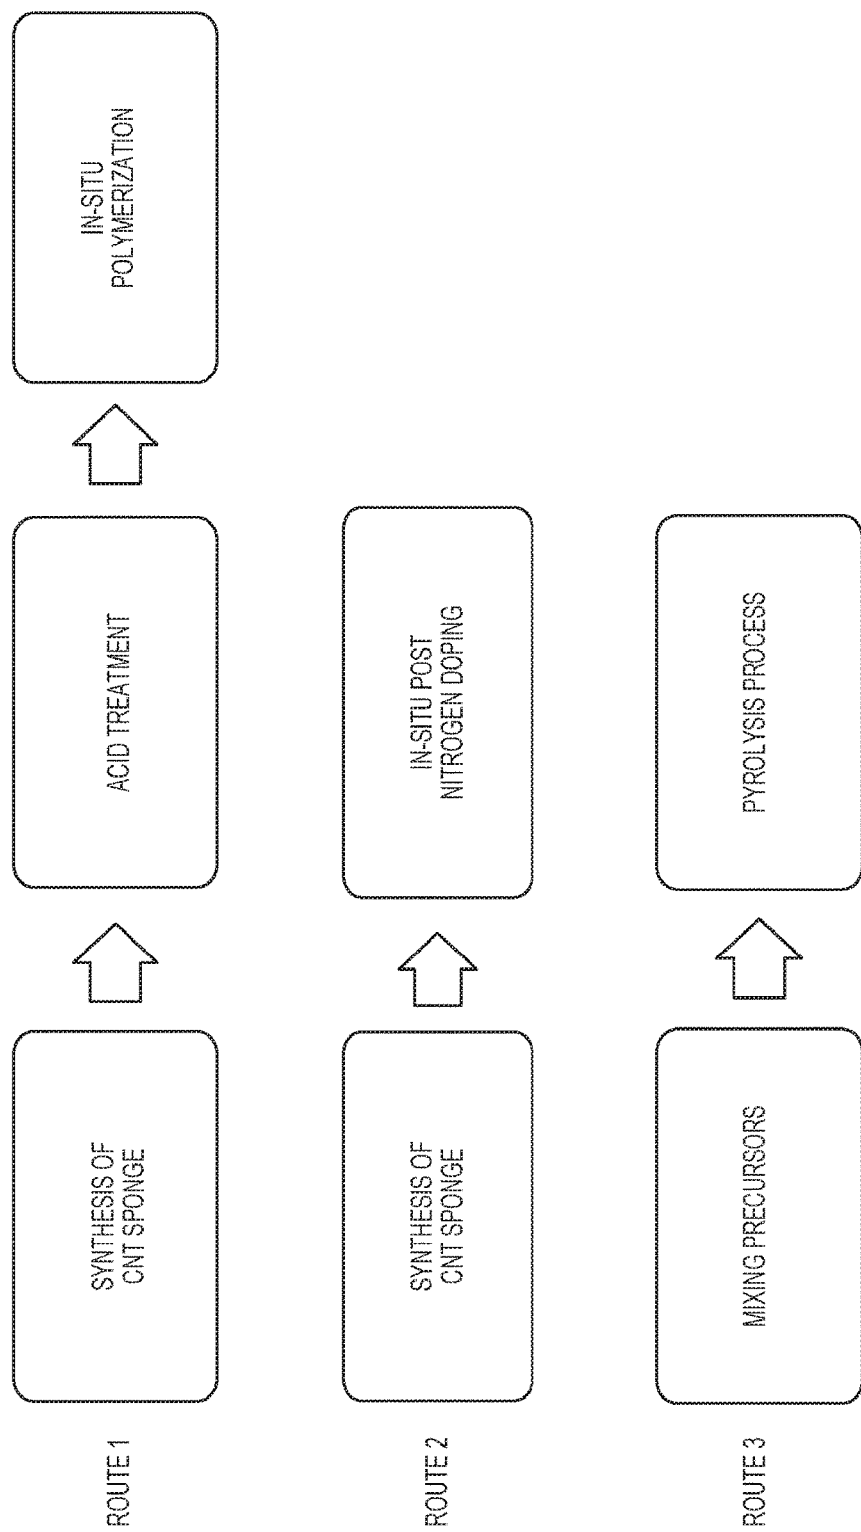 ROUTE 1
SYNTHESIS OF
CNT SPONGE
ACID TREATMENT
IN-SITU
POLYMERIZATION
ROUTE 2
SYNTHESIS OF
CNT SPONGE
IN-SITU POST
NITROGEN DOPING
ROUTE 3
MIXING PRECURSORS
PYROLYSIS PROCESS